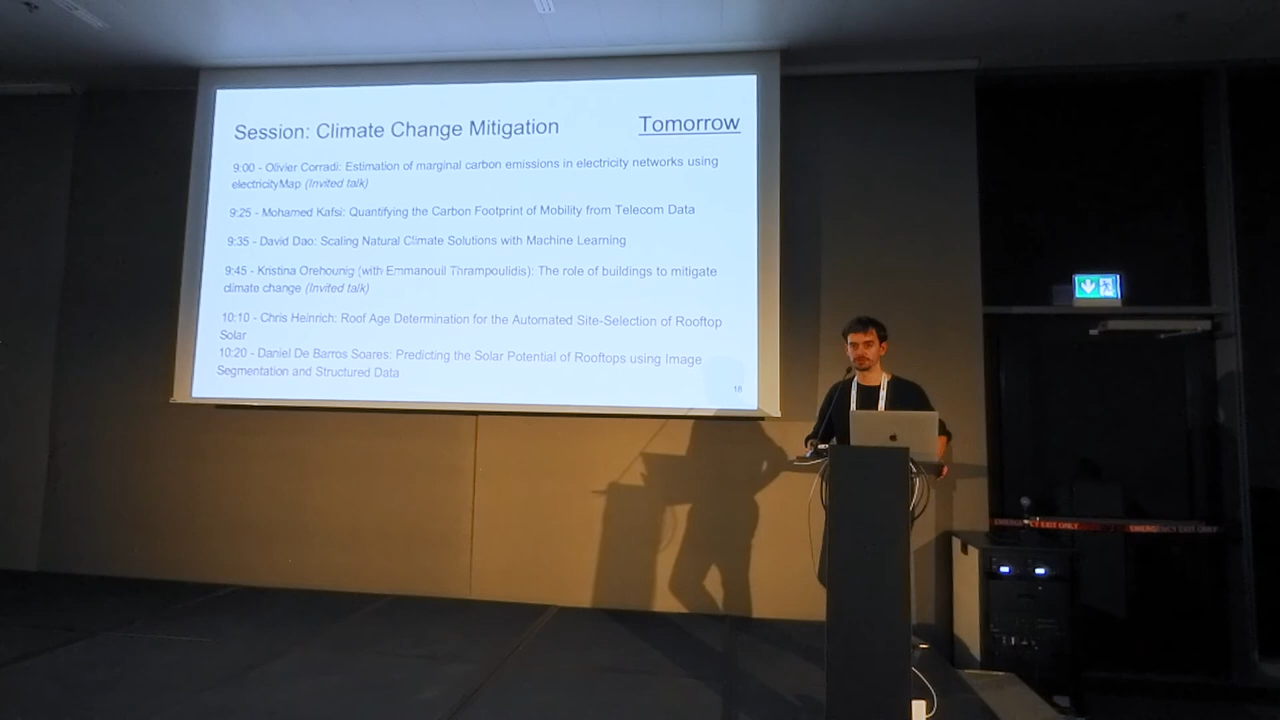 Session: Climate Change Mitigation
Tomorrow
9:00 - Olivier Corradi: Estimation of marginal carbon emissions in electricity networks using
electricityMap (Invited talk)
9:25 - Mohamed Kafsi: Quantifying the Carbon Footprint of Mobility from Telecom Data
9:35 - David Dao: Scaling Natural Climate Solutions with Machine Learning
9:45 - Kristina Orehounig (with Emmanouil Thrampoulidis): The role of buildings to mitigate
climate change (Invited talk)
10:10 - Chris Heinrich: Roof Age Determination for the Automated Site-Selection of Rooftop
Solar
10:20 - Daniel De Barros Soares: Predicting the Solar Potential of Rooftops using Image
Segmentation and Structured Data
18
EMERGENCY EXIT ONLY EMERGENCY EXIT ONLY